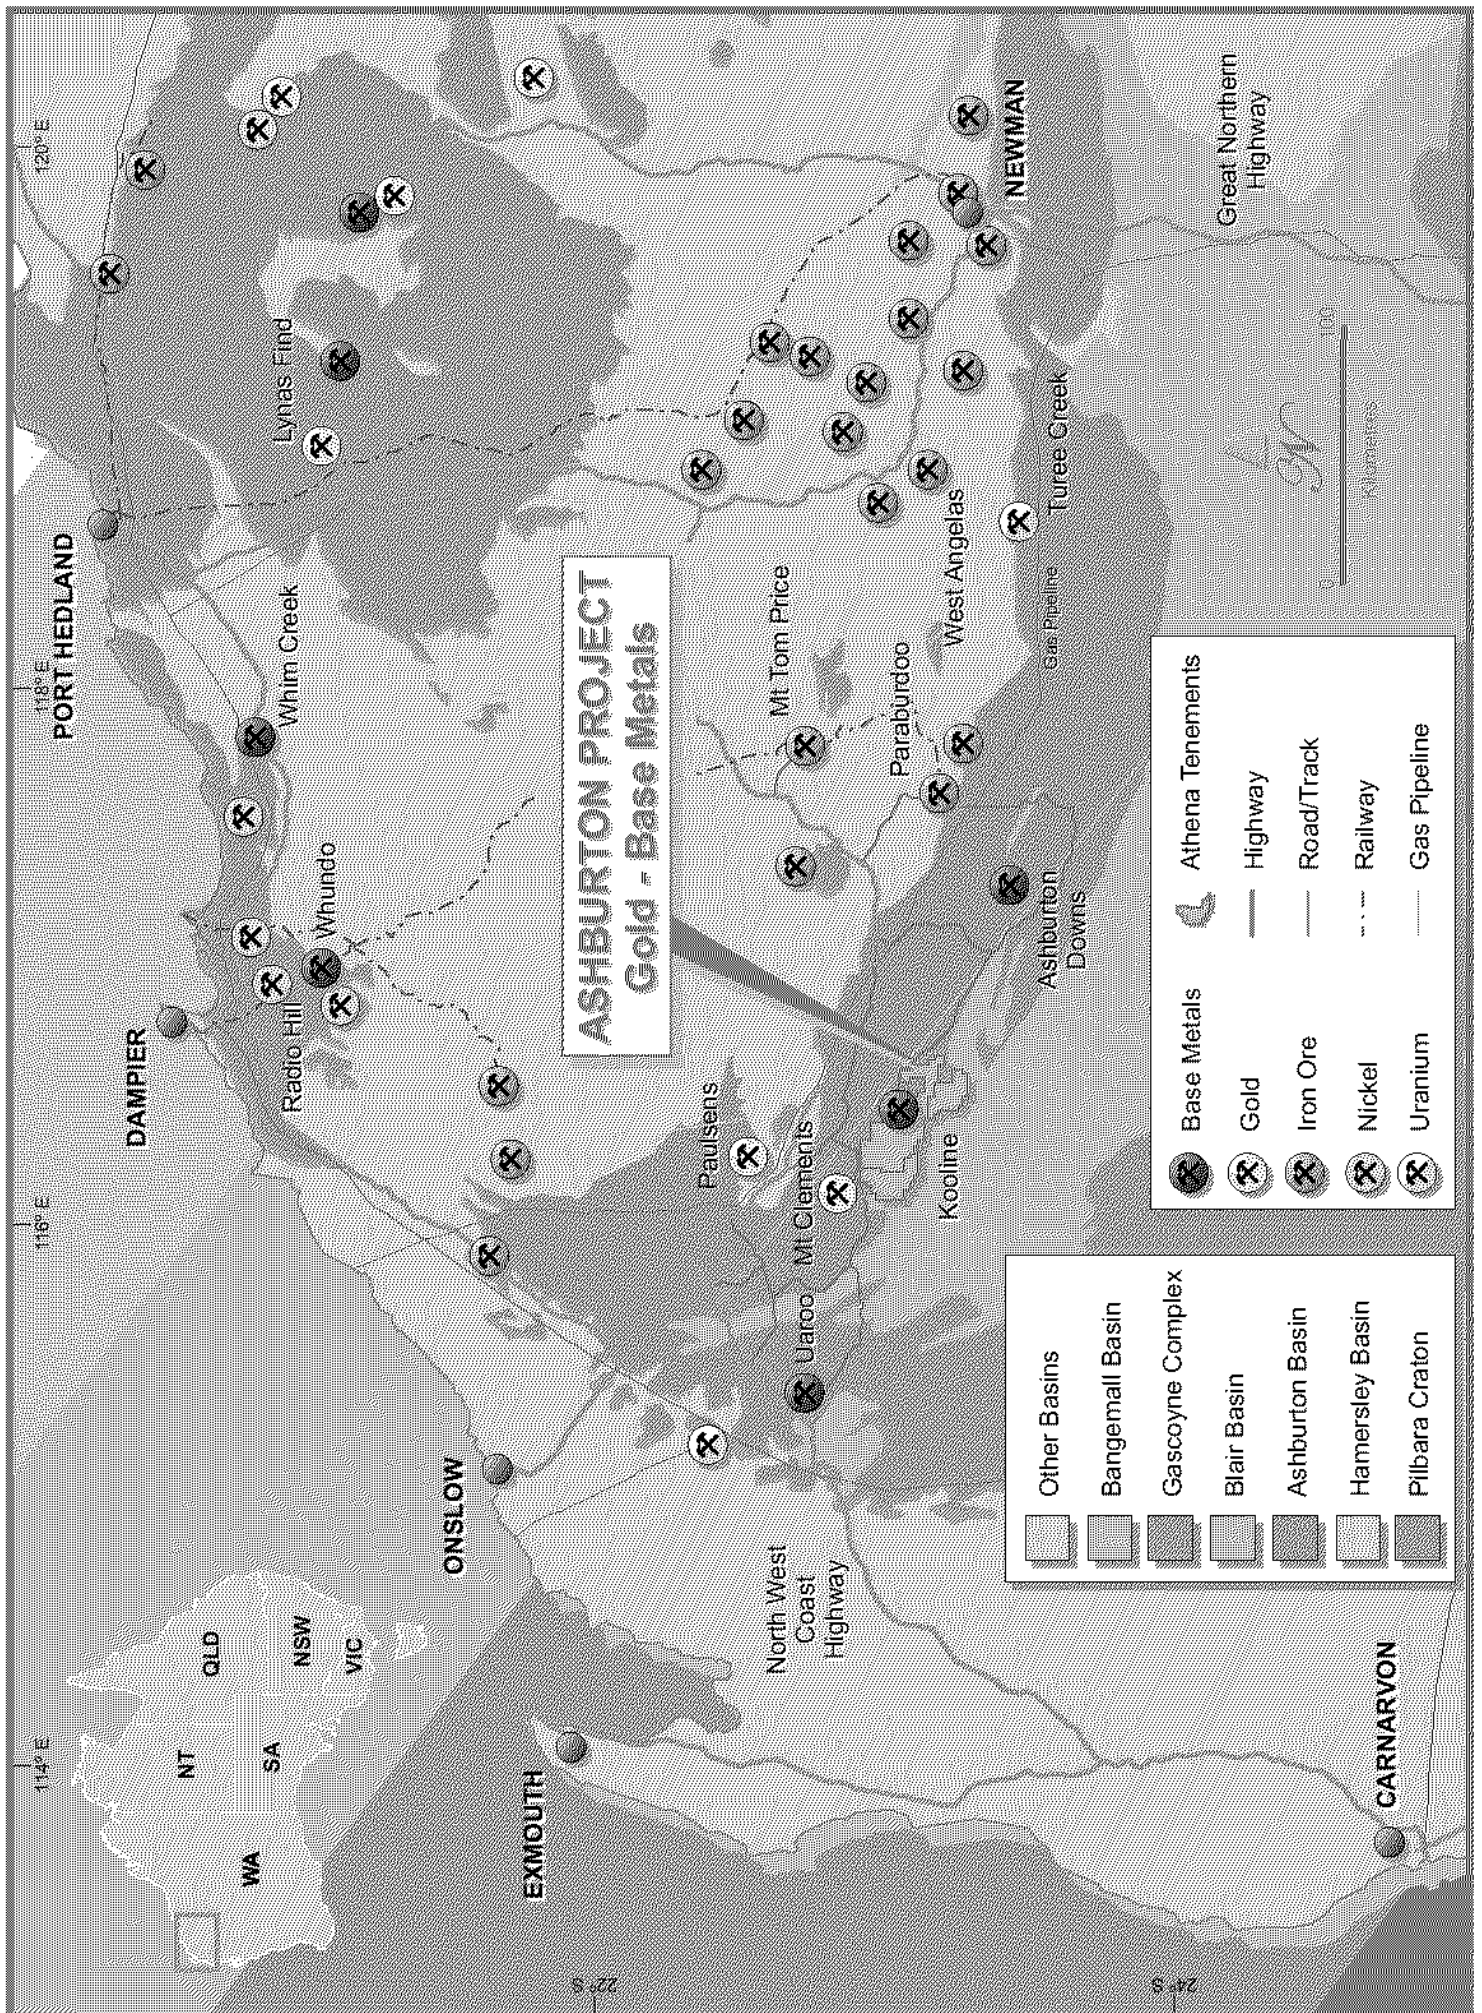 114° E
116° E
118° E
120° E
22° S
24° S
WA
NT
SA
QLD
NSW
VIC
PORT HEDLAND
DAMPIER
ONSLOW
EXMOUTH
CARNARVON
NEWMAN
Lynas Find
Whim Creek
Whundo
Radio Hill
ASHBURTON PROJECT
Gold - Base Metals
Mt Tom Price
Paraburdoo
West Angelas
Turee Creek
Gas Pipeline
Paulsens
Mt Clements
Uaroo
Kooline
Ashburton
Downs
North West
Coast
Highway
Great Northern
Highway
0
100
Kilometres
Other Basins
Bangemall Basin
Gascoyne Complex
Blair Basin
Ashburton Basin
Hamersley Basin
Pilbara Craton
Base Metals
Gold
Iron Ore
Nickel
Uranium
Athena Tenements
Highway
Road/Track
Railway
Gas Pipeline